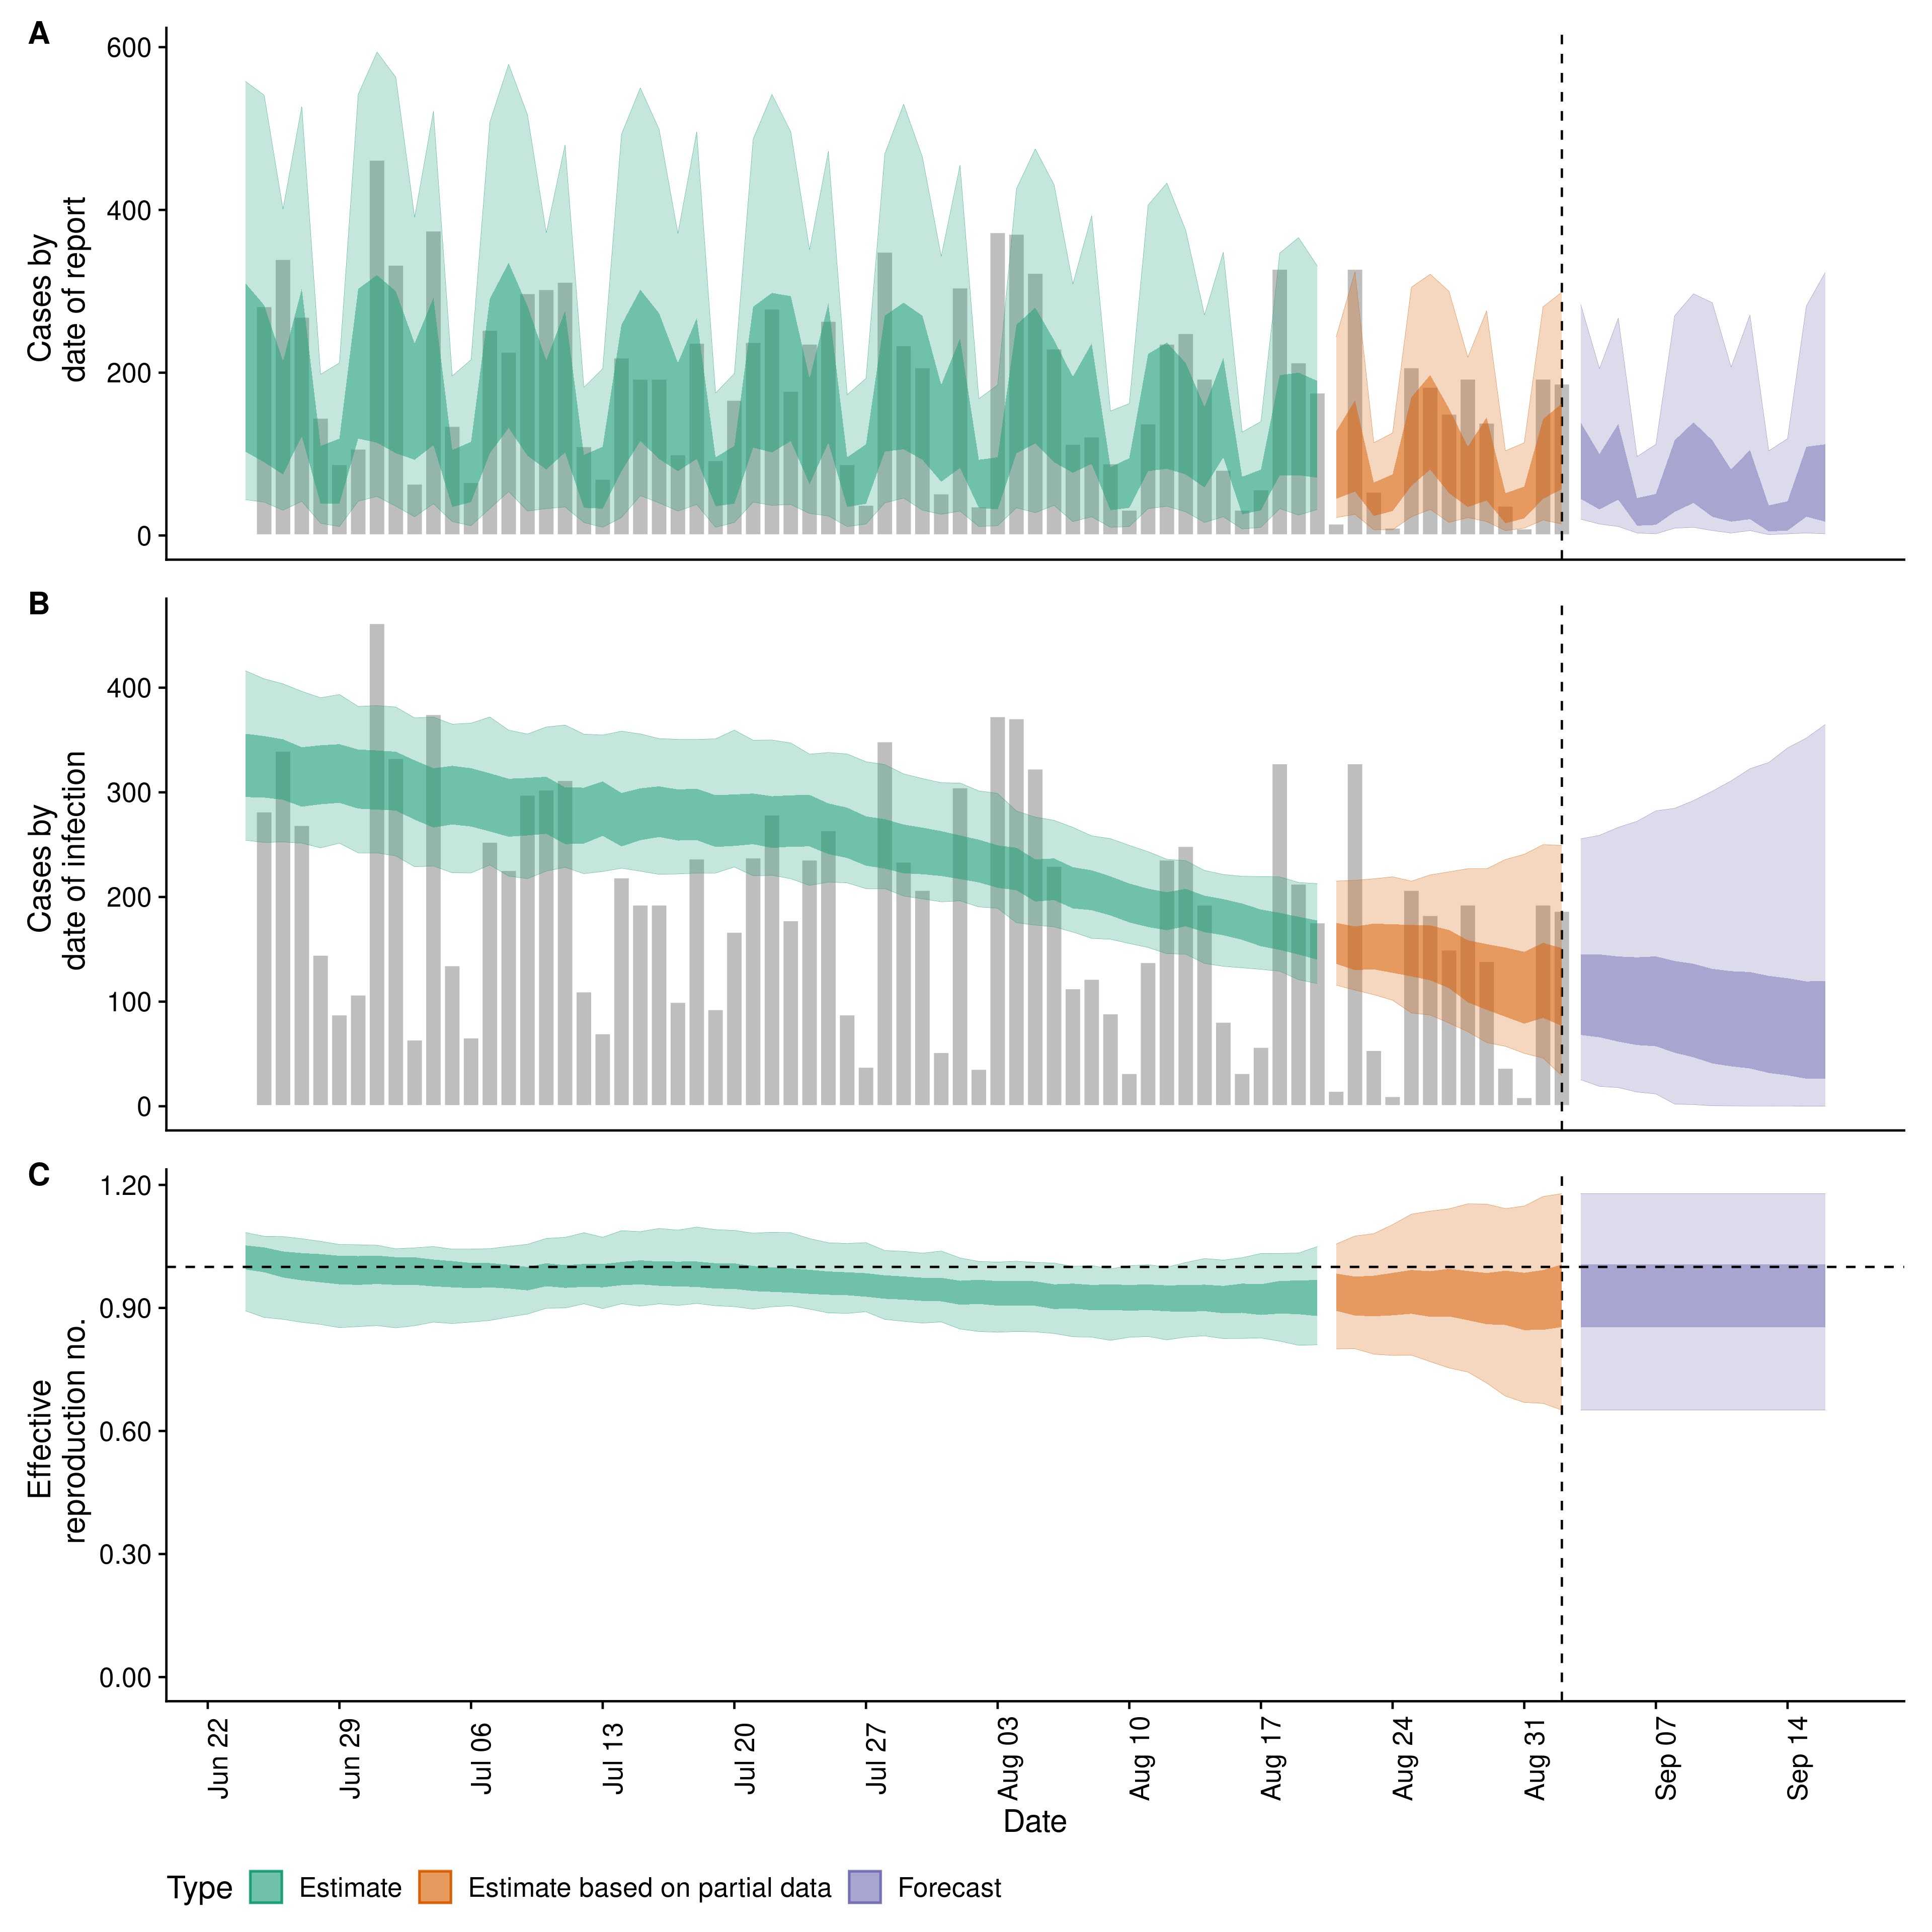 A
600
400
200
0
Cases by
date of report
B
400
300
200
100
0
Cases by
date of infection
C
1.20
0.90
0.60
0.30
0.00
Effective
reproduction no.
Jun 22
Jun 29
Jul 06
Jul 13
Jul 20
Jul 27
Aug 03
Aug 10
Aug 17
Aug 24
Aug 31
Sep 07
Sep 14
Date
Type Estimate Estimate based on partial data Forecast